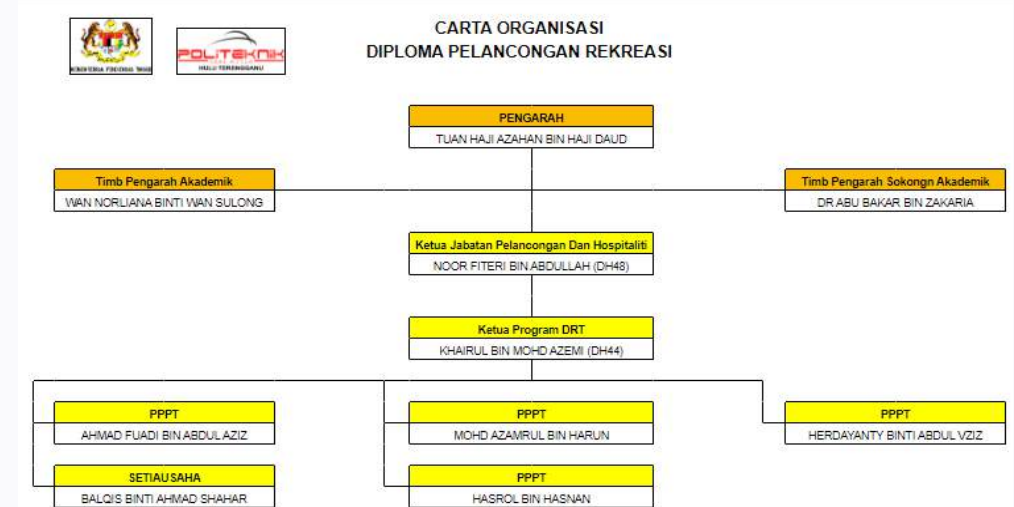 CARTA ORGANISASI
DIPLOMA PELANCONGAN REKREASI
POLITEKNIK
HULU TERENGGANU
PENGARAH
TUAN HAJI AZAHAN BIN HAJI DAUD
Timb Pengarah Akademik
WAN NORLIANA BINTI WAN SULONG
Timb Pengarah Sokongn Akademik
DR ABU BAKAR BIN ZAKARIA
Ketua Jabatan Pelancongan Dan Hospitaliti
NOOR FITERI BIN ABDULLAH (DH48)
Ketua Program DRT
KHAIRUL BIN MOHD AZEMI (DH44)
PPPT
AHMAD FUADI BIN ABDUL AZIZ
PPPT
MOHD AZAMRUL BIN HARUN
PPPT
HERDAYANTY BINTI ABDUL VZIZ
SETIAUSAHA
BALQIS BINTI AHMAD SHAHAR
PPPT
HASROL BIN HASNAN